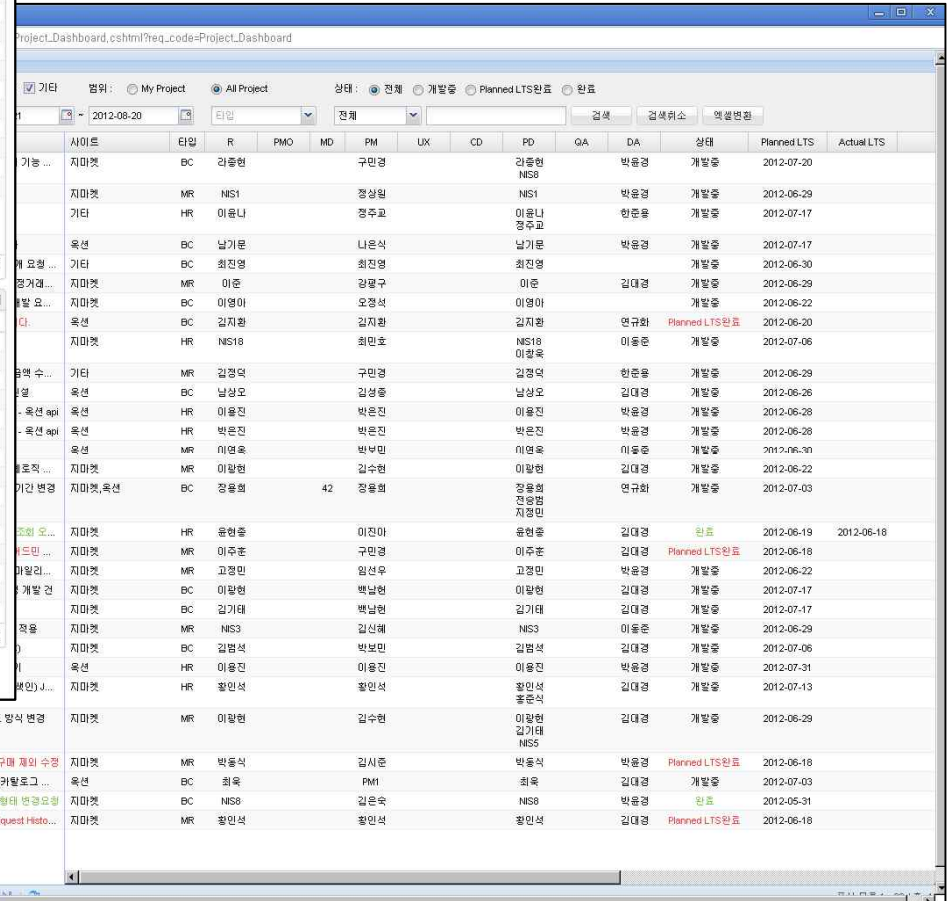 Project_Dashboard,cshtml?req_code=Project_Dashboard
기타 범위 : My Project All Project 상태 : 전체 개발중 Planned LTS완료 완료
~ 2012-08-20 타입 전체 검색 검색취소 엑셀변환
사이트 타입 R PMO MD PM UX CD PD QA DA 상태 Planned LTS Actual LTS
기능 ... 지마켓 BC 라종현 구민경 라종현 박윤경 개발중 2012-07-20
NIS8
지마켓 MR NIS1 정상원 NIS1 박윤경 개발중 2012-06-29
기타 HR 이윤나 정주교 이윤나 한준용 개발중 2012-07-17
정주교
옥션 BC 남기문 나은식 남기문 박윤경 개발중 2012-07-17
개 요청 ... 기타 BC 최진영 최진영 최진영 개발중 2012-06-30
정거래... 지마켓 MR 이준 강평구 이준 김대경 개발중 2012-06-29
개발 요... 지마켓 BC 이영아 오정석 이영아 개발중 2012-06-22
다. 옥션 BC 김지환 김지환 김지환 연규화 Planned LTS완료 2012-06-20
지마켓 HR NIS18 최민호 NIS18 이동준 개발중 2012-07-06
이창욱
금액 수... 기타 MR 김정덕 구민경 김정덕 한준용 개발중 2012-06-29
신설 옥션 BC 남상오 김성중 남상오 김대경 개발중 2012-06-26
- 옥션 api 옥션 HR 이용진 박은진 이용진 박윤경 개발중 2012-06-28
- 옥션 api 옥션 HR 박은진 박은진 박은진 박윤경 개발중 2012-06-28
옥션 MR 이연옥 박보민 이연옥 이동준 개발중 2012-06-30
로직 ... 지마켓 MR 이광현 김수현 이광현 김대경 개발중 2012-06-22
기간 변경 지마켓,옥션 BC 장용희 42 장용희 장용희 연규화 개발중 2012-07-03
전승범
지정민
조회 오... 지마켓 HR 윤현종 이진아 윤현종 김대경 완료 2012-06-19 2012-06-18
어드민 ... 지마켓 MR 이주훈 구민경 이주훈 김대경 Planned LTS완료 2012-06-18
마일리... 지마켓 MR 고정민 임선우 고정민 박윤경 개발중 2012-06-22
개발 건 지마켓 BC 이광현 백남현 이광현 김대경 개발중 2012-07-17
지마켓 BC 김기태 백남현 김기태 김대경 개발중 2012-07-17
적용 지마켓 MR NIS3 김신혜 NIS3 이동준 개발중 2012-06-29
) 지마켓 BC 김범석 박보민 김범석 김대경 개발중 2012-07-06
옥션 HR 이용진 이용진 이용진 박윤경 개발중 2012-07-31
색인) J... 지마켓 HR 황인석 황인석 황인석 김대경 개발중 2012-07-13
홍준식
방식 변경 지마켓 MR 이광현 김수현 이광현 김대경 개발중 2012-06-29
김기태
NIS5
구매 제외 수정 지마켓 MR 박동식 김시준 박동식 박윤경 Planned LTS완료 2012-06-18
카탈로그 ... 옥션 BC 최욱 PM1 최욱 김대경 개발중 2012-07-03
형태 변경요청 지마켓 BC NIS8 김은숙 NIS8 박윤경 완료 2012-05-31
quest Histo... 지마켓 MR 황인석 황인석 황인석 김대경 Planned LTS완료 2012-06-18